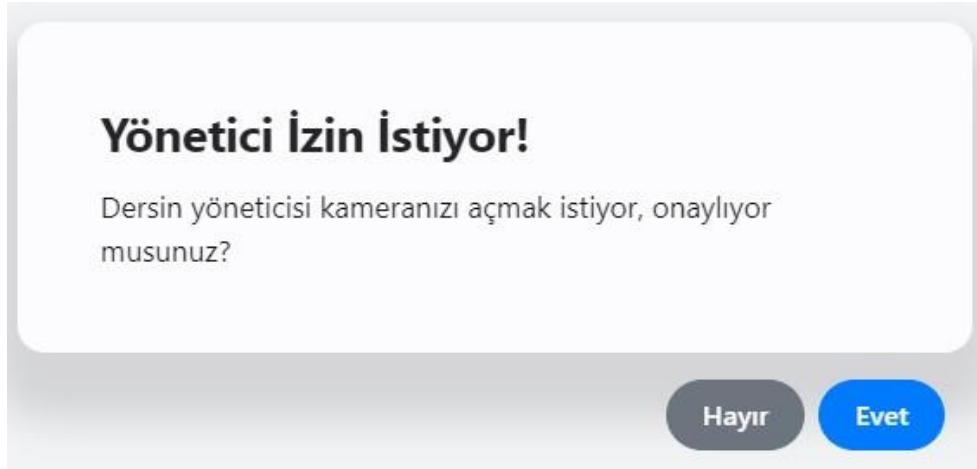 Yönetici İzin İstiyor!
Dersin yöneticisi kameranızı açmak istiyor, onaylıyor
musunuz?
Hayır
Evet